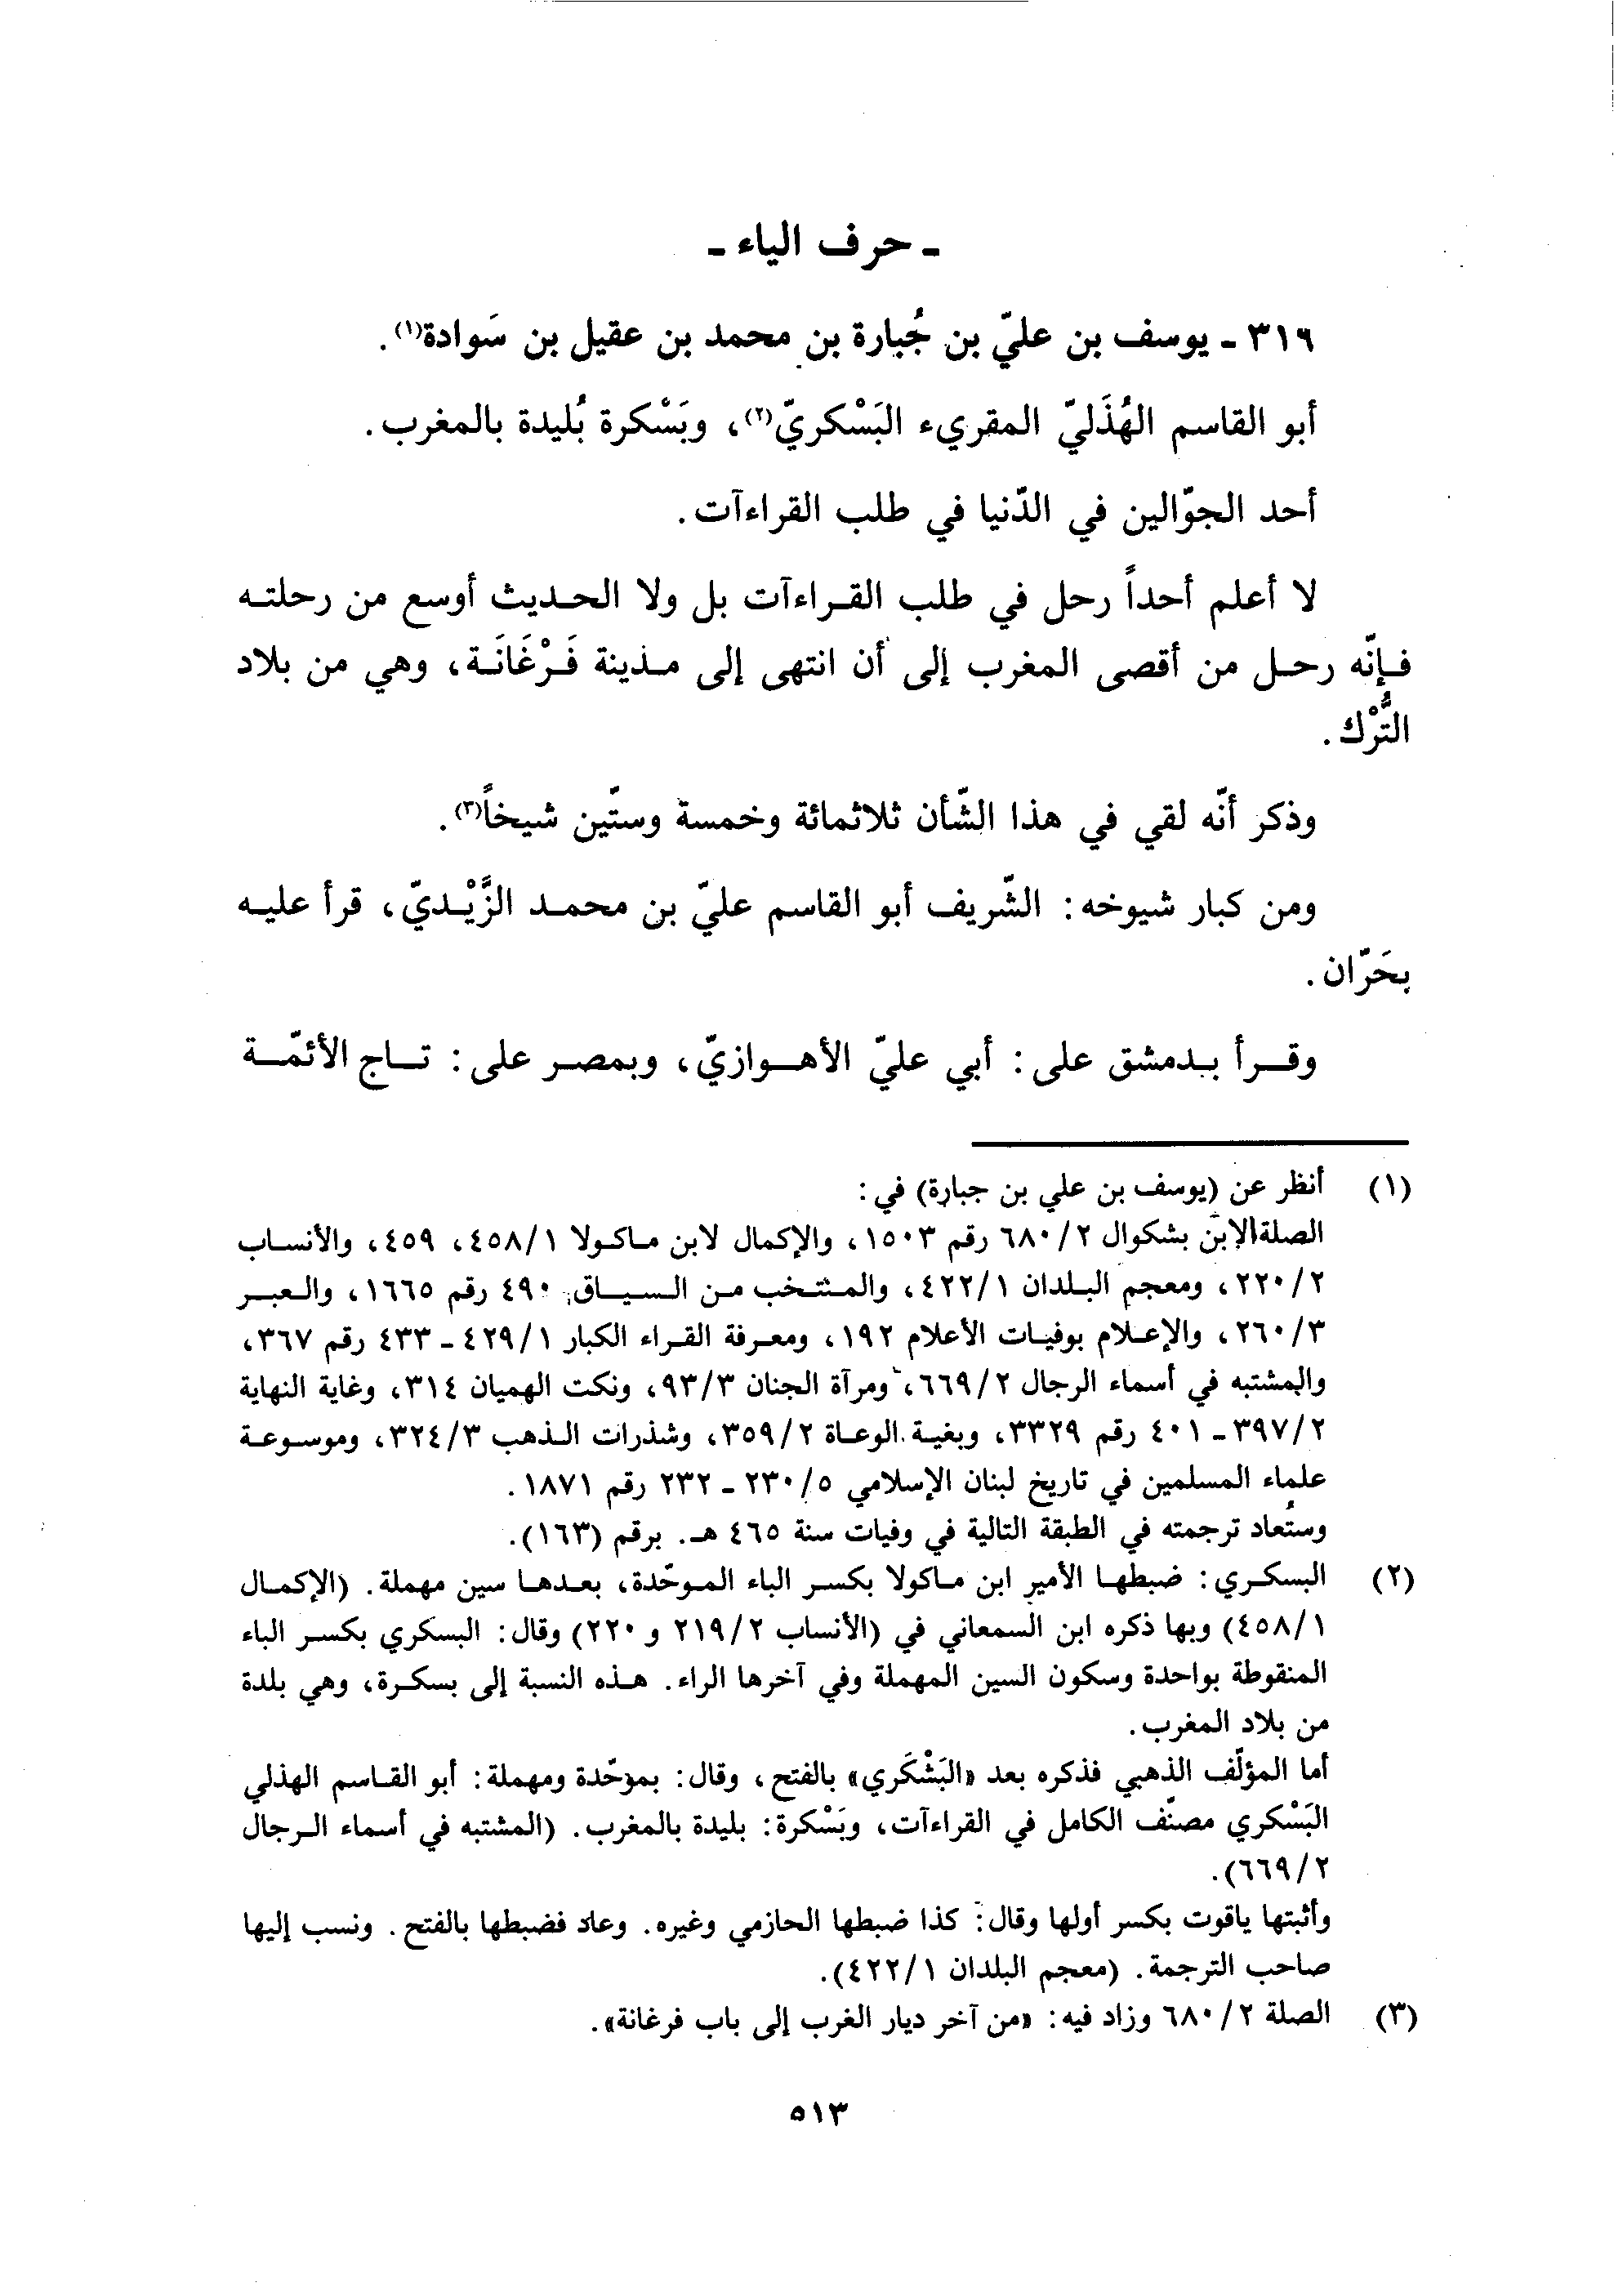 ـ حرف الياء ـ
٣١٩ ـ يوسف بن عليّ بن جُبارة بن محمد بن عقيل بن سَوادة(١).
أبو القاسم الهُذَليّ المقريء البَسْكريّ(٢)، وبَسْكرة بُليدة بالمغرب.
أحد الجوّالين في الدّنيا في طلب القراءآت.
لا أعلم أحداً رحل في طلب القراءآت بل ولا الحديث أوسع من رحلته
فإنّه رحل من أقصى المغرب إلى أن انتهى إلى مدينة فَرْغَانَة، وهي من بلاد
التُّرْك.
وذكر أنّه لقي في هذا الشّأن ثلاثمائة وخمسة وستّين شيخاً(٣).
ومن كبار شيوخه: الشّريف أبو القاسم عليّ بن محمد الزَّيْديّ، قرأ عليه
بحَرّان.
وقرأ بدمشق على: أبي عليّ الأهوازيّ، وبمصر على: تاج الأئمّة
(١) أنظر عن (يوسف بن علي بن جبارة) في:
الصلة لابن بشكوال ٢/ ٦٨٠ رقم ١٥٠٣، والإكمال لابن ماكولا ١/ ٤٥٨، ٤٥٩، والأنساب
٢/ ٢٢٠، ومعجم البلدان ١/ ٤٢٢، والمنتخب من السياق ٤٩٠ رقم ١٦٦٥، والعبر
٣/ ٢٦٠، والإعلام بوفيات الأعلام ١٩٢، ومعرفة القراء الكبار ١/ ٤٢٩ ـ ٤٣٣ رقم ٣٦٧،
والمشتبه في أسماء الرجال ٢/ ٦٦٩، ومرآة الجنان ٣/ ٩٣، ونكت الهميان ٣١٤، وغاية النهاية
٢/ ٣٩٧ ـ ٤٠١ رقم ٣٣٢٩، وبغية الوعاة ٢/ ٣٥٩، وشذرات الذهب ٣/ ٣٢٤، وموسوعة
علماء المسلمين في تاريخ لبنان الإسلامي ٥/ ٢٣٠ ـ ٢٣٢ رقم ١٨٧١.
وستُعاد ترجمته في الطبقة التالية في وفيات سنة ٤٦٥ هـ. برقم (١٦٣).
(٢) البسكري: ضبطها الأمير ابن ماكولا بكسر الباء الموحّدة، بعدها سين مهملة. (الإكمال
١/ ٤٥٨) وبها ذكره ابن السمعاني في (الأنساب ٢/ ٢١٩ و ٢٢٠) وقال: البسكري بكسر الباء
المنقوطة بواحدة وسكون السين المهملة وفي آخرها الراء. هذه النسبة إلى بسكرة، وهي بلدة
من بلاد المغرب.
أما المؤلّف الذهبي فذكره بعد «البَشْكَري» بالفتح، وقال: بموّحدة ومهملة: أبو القاسم الهذلي
البَسْكري مصنّف الكامل في القراءآت، وبَسْكرة: بليدة بالمغرب. (المشتبه في أسماء الرجال
٢/ ٦٦٩).
وأثبتها ياقوت بكسر أولها وقال: كذا ضبطها الحازمي وغيره. وعاد فضبطها بالفتح. ونسب إليها
صاحب الترجمة. (معجم البلدان ١/ ٤٢٢).
(٣) الصلة ٢/ ٦٨٠ وزاد فيه: «من آخر ديار الغرب إلى باب فرغانة».
٥١٣